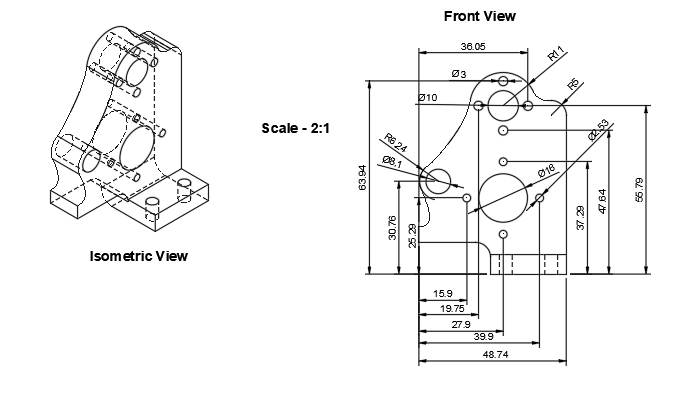 Front View
36.05
R11
Ø3
R5
Ø10
Scale - 2:1
Ø2.53
R8.24
Ø8.1
Ø16
63.94
30.76
25.29
37.29
47.64
55.79
Isometric View
15.9
19.75
27.9
39.9
48.74